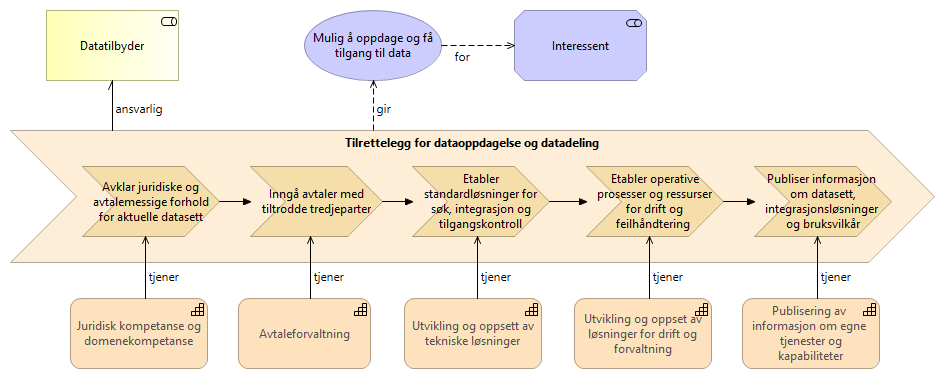 Datatilbyder
Mulig å oppdage og få
tilgang til data
for
Interessent
ansvarlig
gir
Tilrettelegg for dataoppdagelse og datadeling
Avklar juridiske og
avtalemessige forhold
for aktuelle datasett
Inngå avtaler med
tiltrodde tredjeparter
Etabler
standardløsninger for
søk, integrasjon og
tilgangskontroll
Etabler operative
prosesser og ressurser
for drift og
feilhåndtering
Publiser informasjon
om datasett,
integrasjonsløsninger
og bruksvilkår
tjener
tjener
tjener
tjener
tjener
Juridisk kompetanse og
domenekompetanse
Avtaleforvaltning
Utvikling og oppsett av
tekniske løsninger
Utvikling og oppset av
løsninger for drift og
forvaltning
Publisering av
informasjon om egne
tjenester og
kapabiliteter